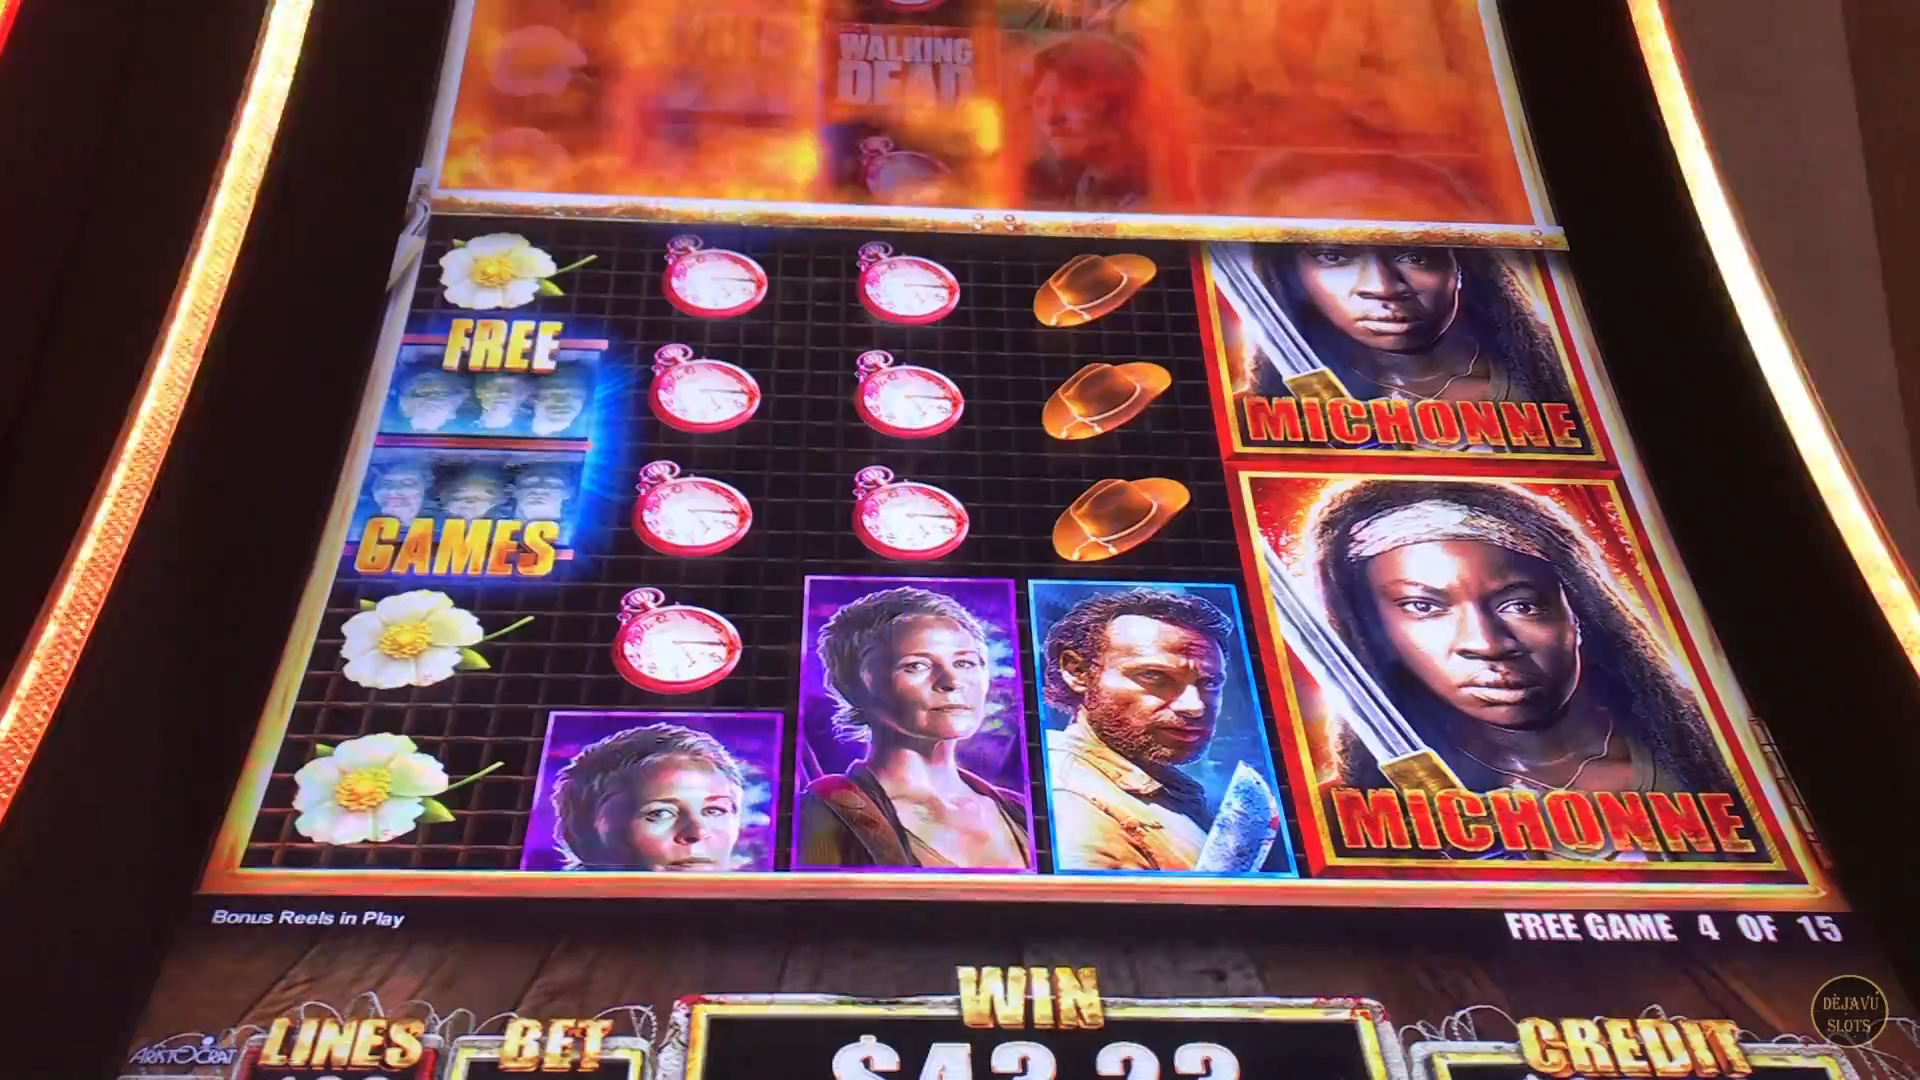 WALKING
DEAD
FREE
GAMES
MICHONNE
MICHONNE
Bonus Reels in Play
FREE GAME 4 OF 15
WIN
LINES
BET
CREDIT
ARISTOCRAT
DEJAVU
SLOTS